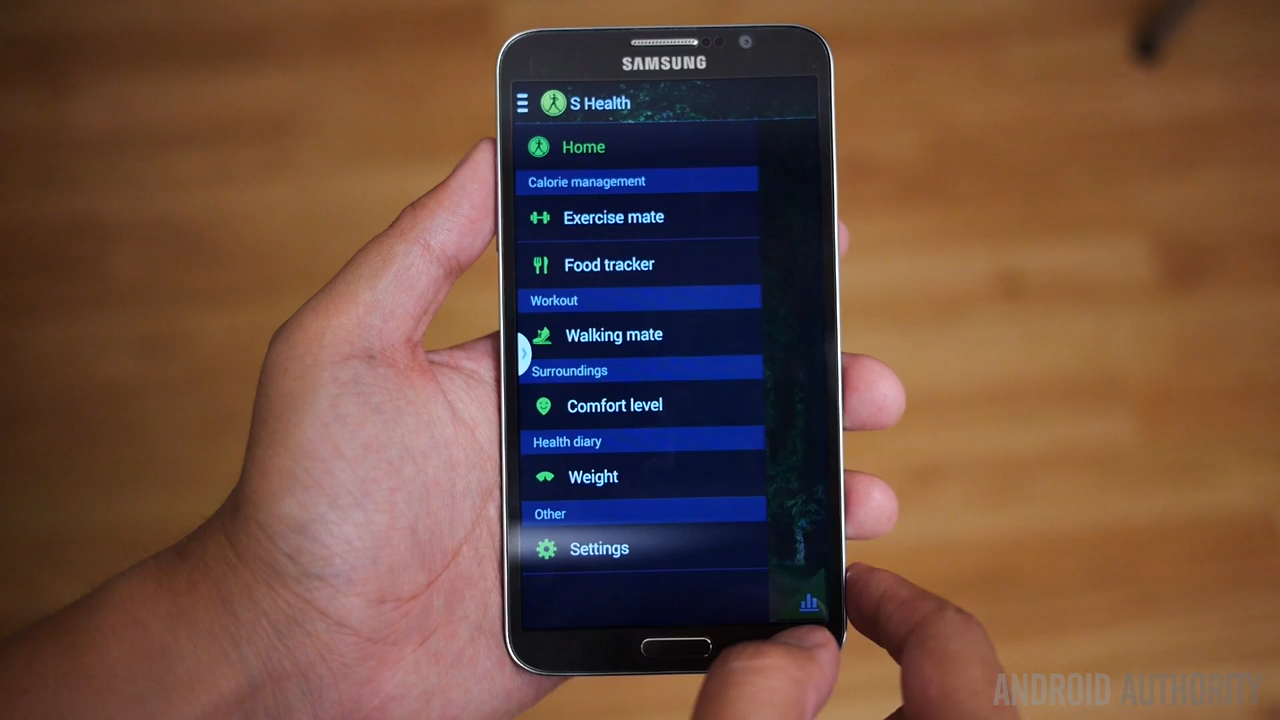 SAMSUNG
S Health
Home
Calorie management
Exercise mate
Food tracker
Workout
Walking mate
Surroundings
Comfort level
Health diary
Weight
Other
Settings
ANDROID AUTHORITY